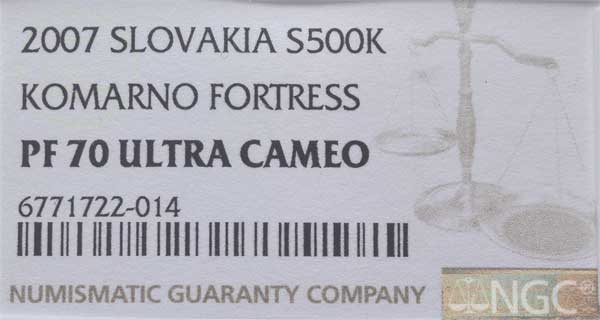 2007 SLOVAKIA S500K
KOMARNO FORTRESS
PF 70 ULTRA CAMEO
6771722-014
NUMISMATIC GUARANTY COMPANY
NGC®